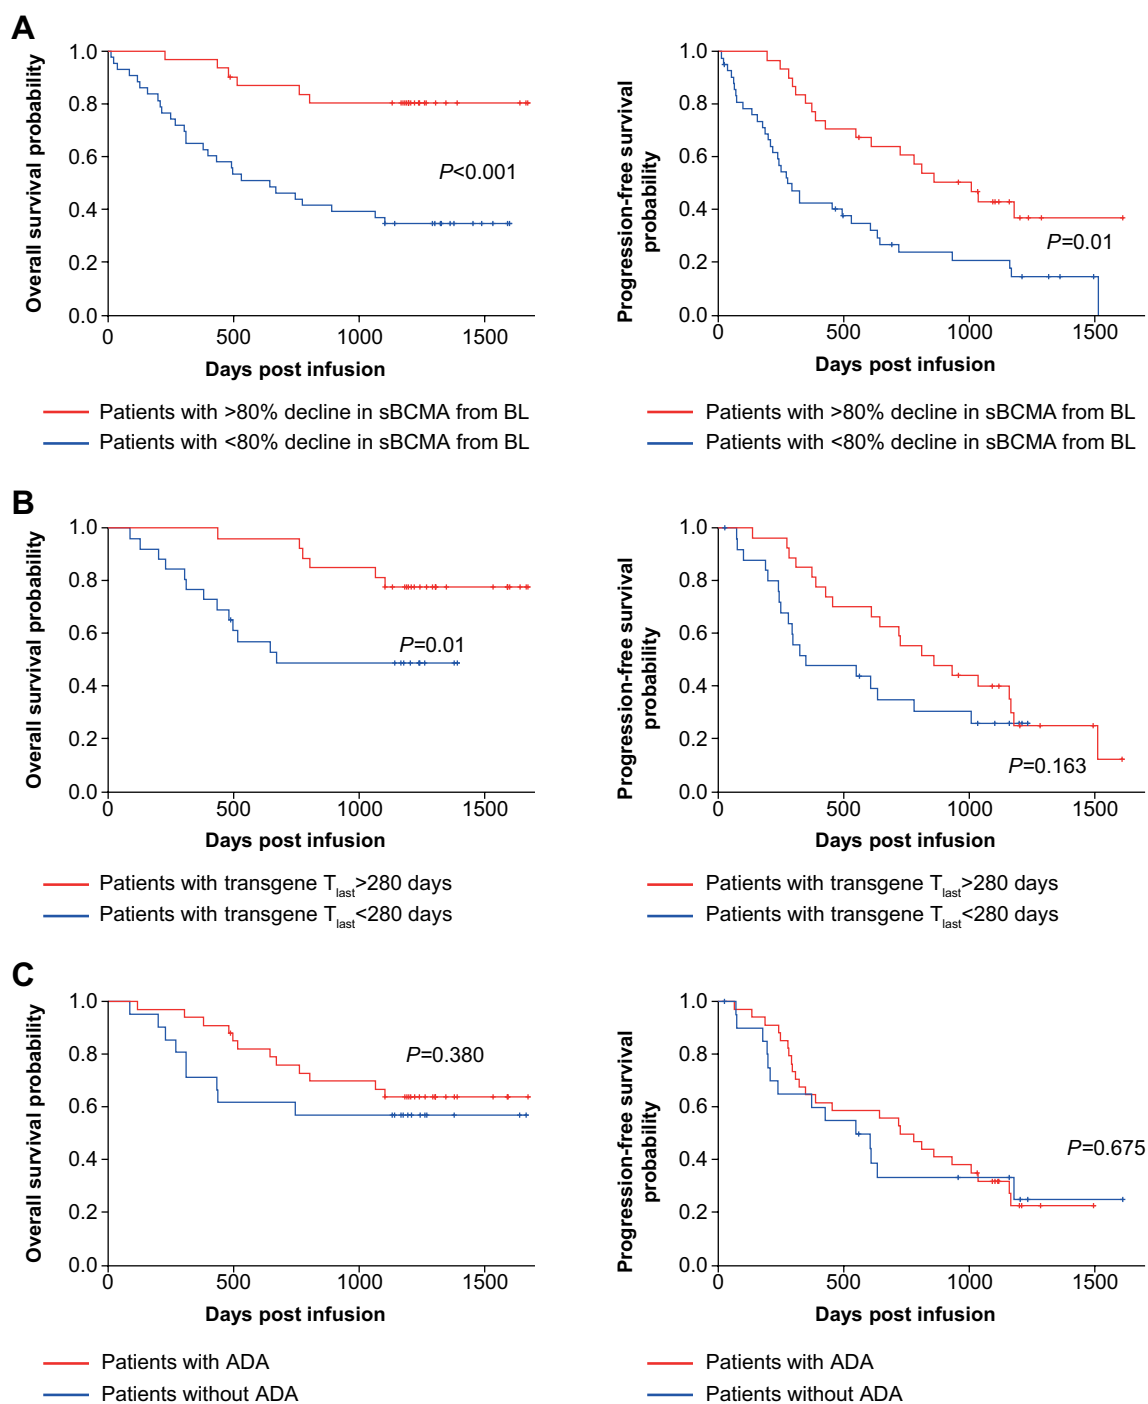 A
Overall survival probability
1.0
0.8
0.6
0.4
0.2
0.0
P<0.001
0 500 1000 1500
Days post infusion
Patients with >80% decline in sBCMA from BL
Patients with <80% decline in sBCMA from BL
Progression-free survival
probability
1.0
0.8
0.6
0.4
0.2
0.0
P=0.01
0 500 1000 1500
Days post infusion
Patients with >80% decline in sBCMA from BL
Patients with <80% decline in sBCMA from BL
B
Overall survival probability
1.0
0.8
0.6
0.4
0.2
0.0
P=0.01
0 500 1000 1500
Days post infusion
Patients with transgene Tlast>280 days
Patients with transgene Tlast<280 days
Progression-free survival
probability
1.0
0.8
0.6
0.4
0.2
0.0
P=0.163
0 500 1000 1500
Days post infusion
Patients with transgene Tlast>280 days
Patients with transgene Tlast<280 days
C
Overall survival probability
1.0
0.8
0.6
0.4
0.2
0.0
P=0.380
0 500 1000 1500
Days post infusion
Patients with ADA
Patients without ADA
Progression-free survival
probability
1.0
0.8
0.6
0.4
0.2
0.0
P=0.675
0 500 1000 1500
Days post infusion
Patients with ADA
Patients without ADA